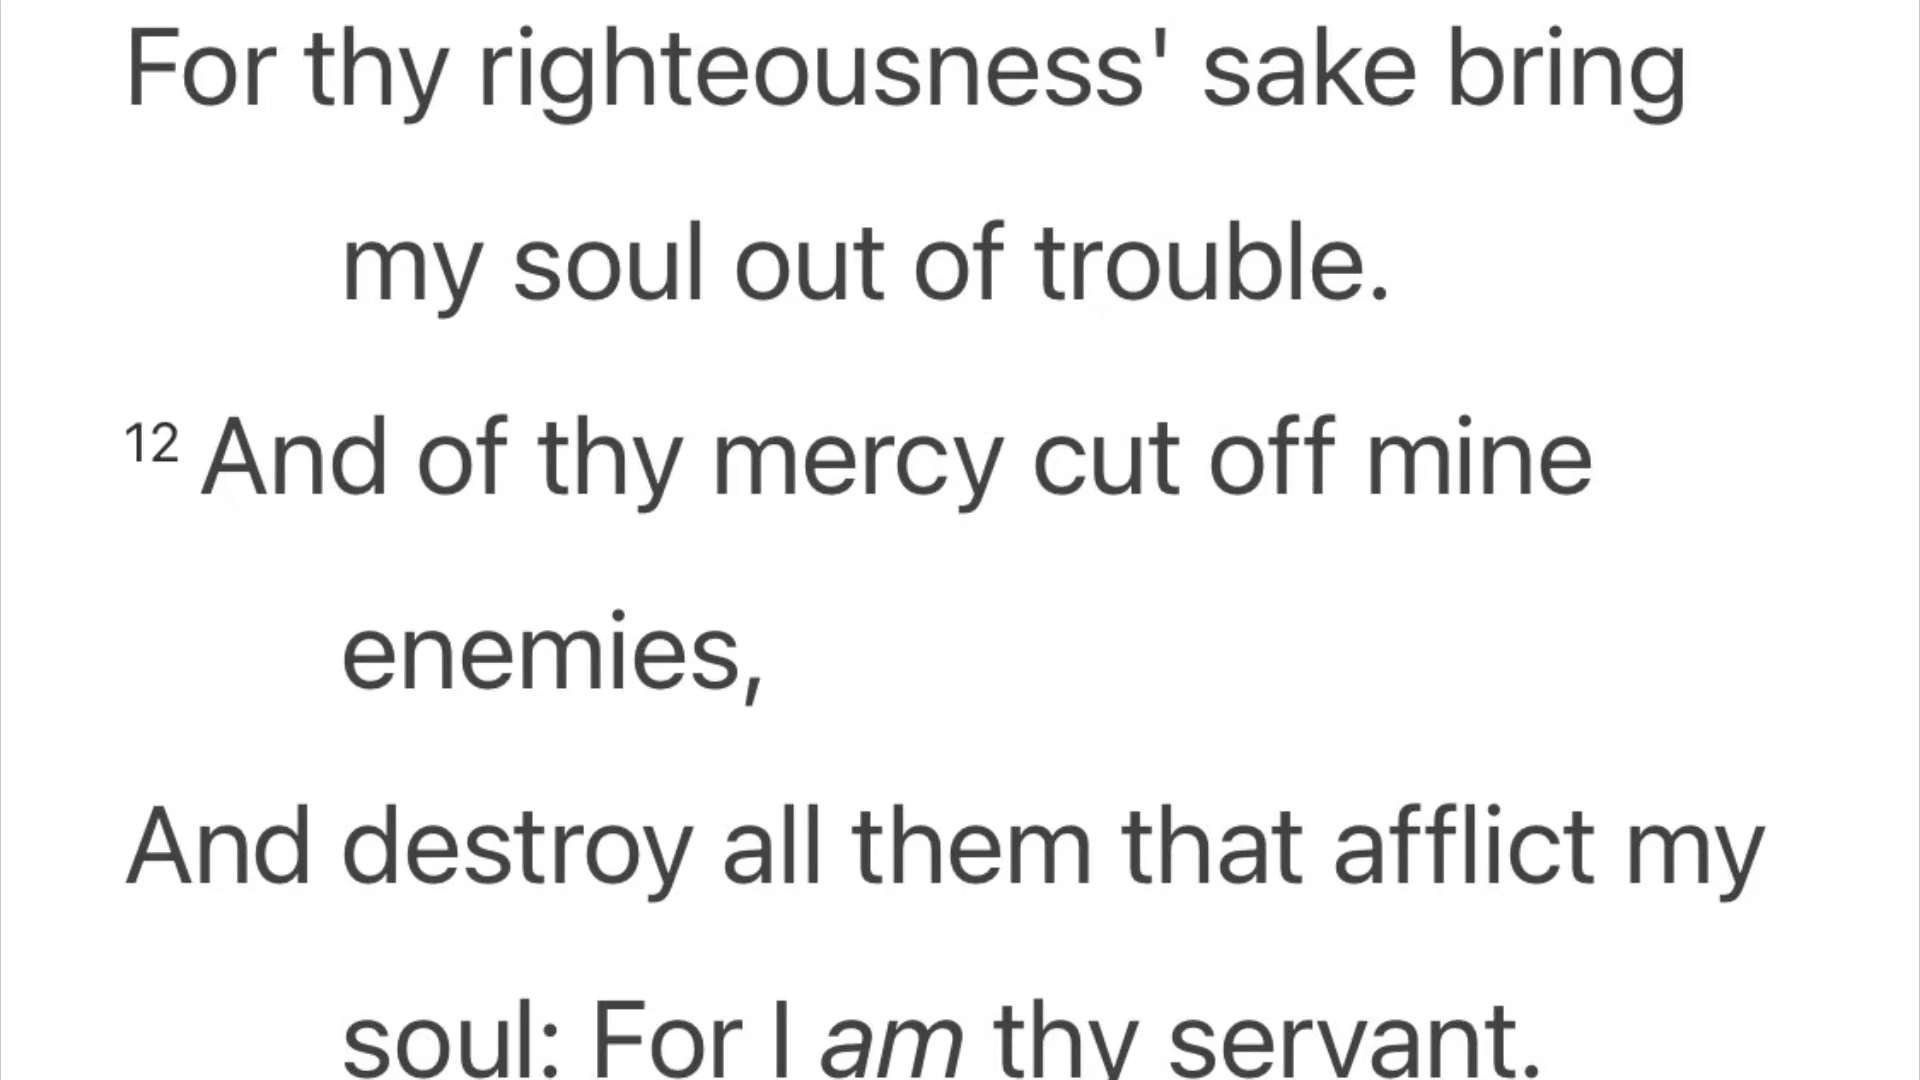 For thy righteousness' sake bring
my soul out of trouble.
12 And of thy mercy cut off mine
enemies,
And destroy all them that afflict my
soul: For I am thy servant.